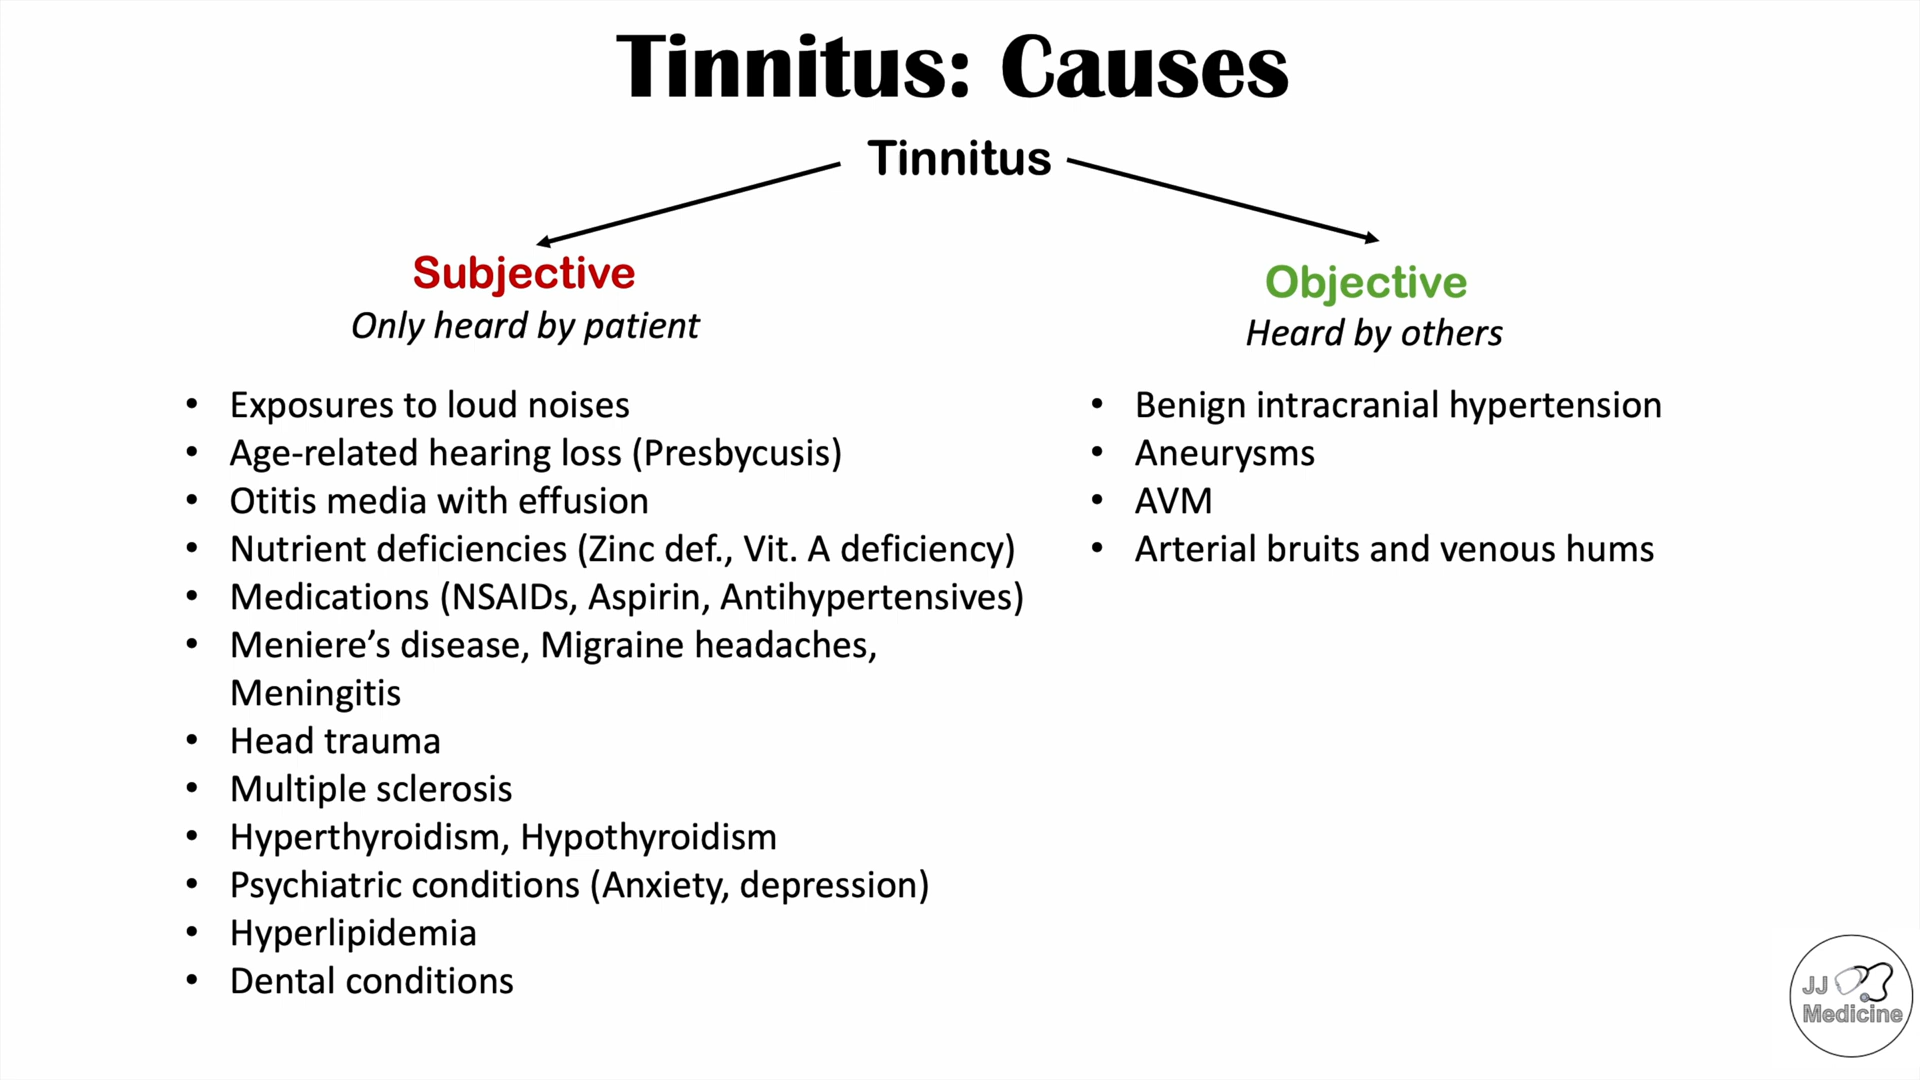 Tinnitus: Causes
Tinnitus
Subjective
Only heard by patient
• Exposures to loud noises
• Age-related hearing loss (Presbycusis)
• Otitis media with effusion
• Nutrient deficiencies (Zinc def., Vit. A deficiency)
• Medications (NSAIDs, Aspirin, Antihypertensives)
• Meniere’s disease, Migraine headaches,
Meningitis
• Head trauma
• Multiple sclerosis
• Hyperthyroidism, Hypothyroidism
• Psychiatric conditions (Anxiety, depression)
• Hyperlipidemia
• Dental conditions
Objective
Heard by others
• Benign intracranial hypertension
• Aneurysms
• AVM
• Arterial bruits and venous hums
JJ
Medicine